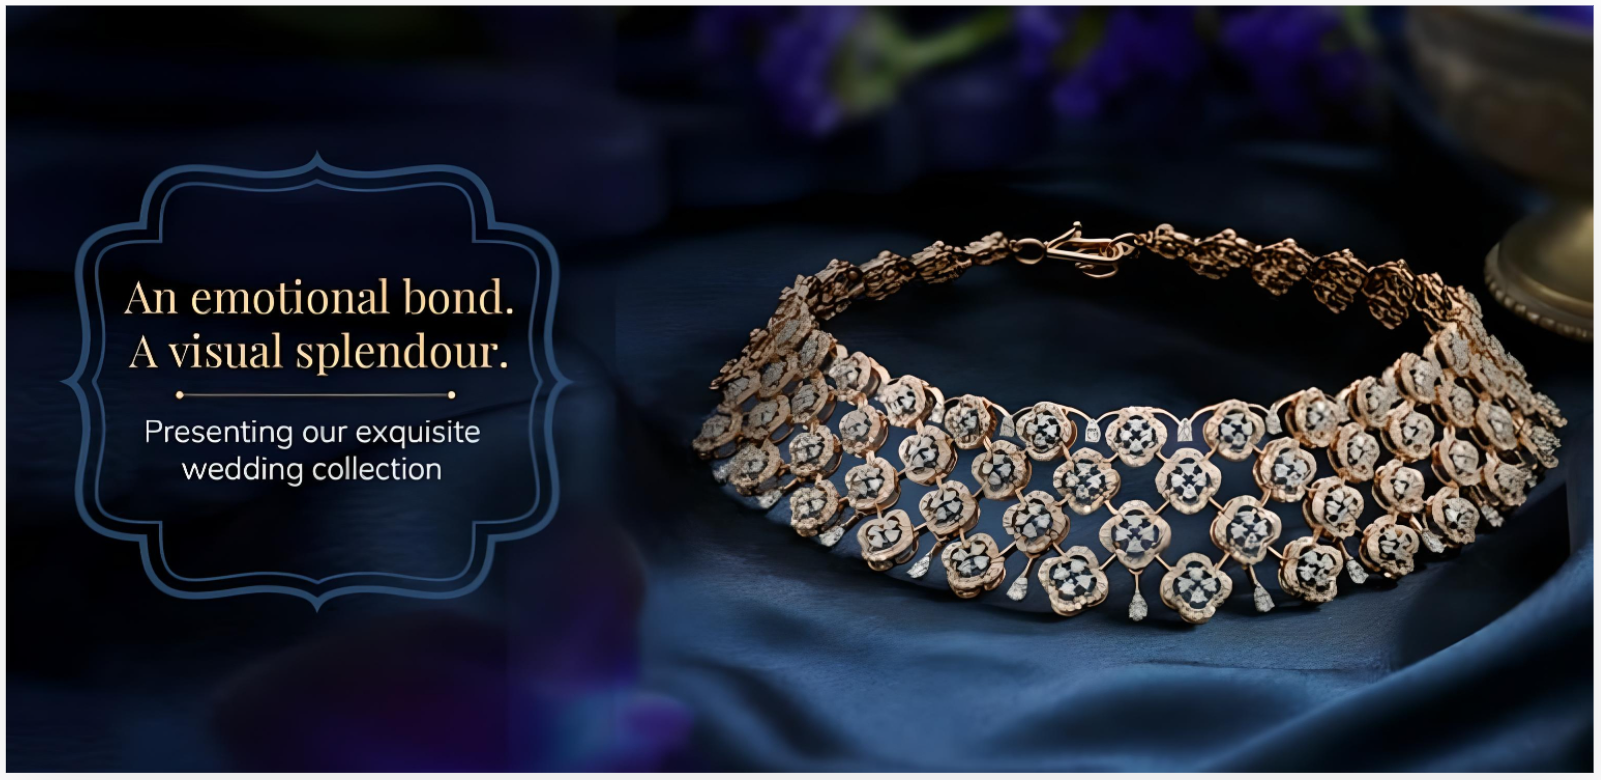 An emotional bond.
A visual splendour.
Presenting our exquisite
wedding collection